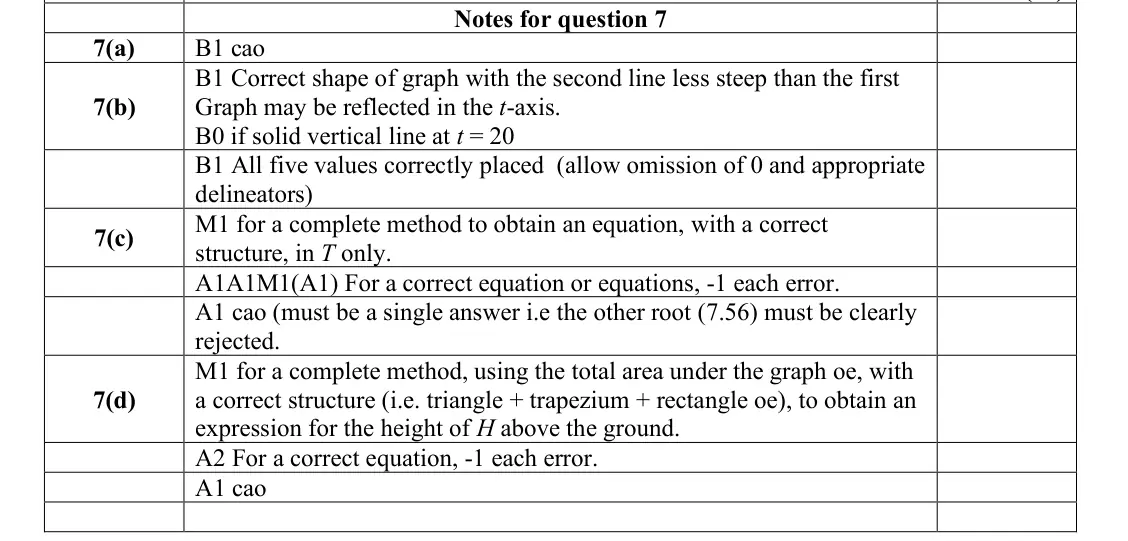 Notes for question 7
7(a) B1 cao
7(b) B1 Correct shape of graph with the second line less steep than the first
Graph may be reflected in the t-axis.
B0 if solid vertical line at t = 20
B1 All five values correctly placed (allow omission of 0 and appropriate
delineators)
7(c) M1 for a complete method to obtain an equation, with a correct
structure, in T only.
A1A1M1(A1) For a correct equation or equations, -1 each error.
A1 cao (must be a single answer i.e the other root (7.56) must be clearly
rejected.
7(d) M1 for a complete method, using the total area under the graph oe, with
a correct structure (i.e. triangle + trapezium + rectangle oe), to obtain an
expression for the height of H above the ground.
A2 For a correct equation, -1 each error.
A1 cao